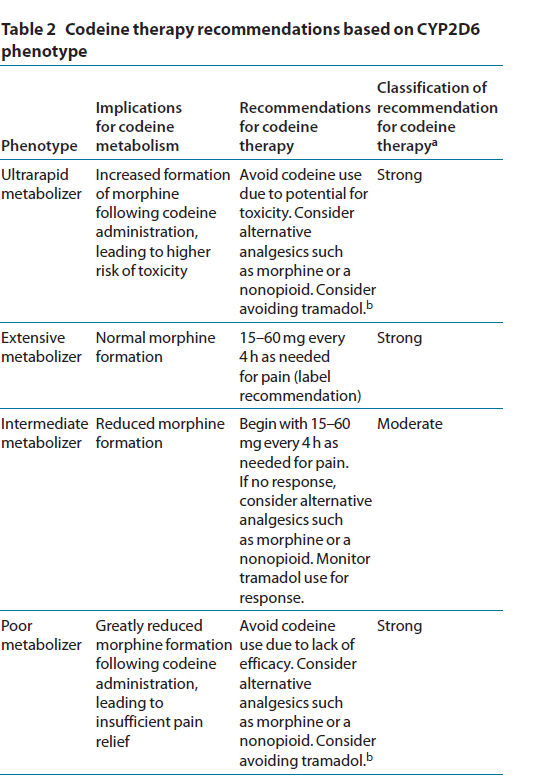 Table 2 Codeine therapy recommendations based on CYP2D6
phenotype
Phenotype
Implications
for codeine
metabolism
Recommendations
for codeine
therapy
Classification of
recommendation
for codeine
therapyᵃ
Ultrarapid
metabolizer
Increased formation
of morphine
following codeine
administration,
leading to higher
risk of toxicity
Avoid codeine use
due to potential for
toxicity. Consider
alternative
analgesics such
as morphine or a
nonopioid. Consider
avoiding tramadol.ᵇ
Strong
Extensive
metabolizer
Normal morphine
formation
15–60 mg every
4 h as needed
for pain (label
recommendation)
Strong
Intermediate
metabolizer
Reduced morphine
formation
Begin with 15–60
mg every 4 h as
needed for pain.
If no response,
consider alternative
analgesics such
as morphine or a
nonopioid. Monitor
tramadol use for
response.
Moderate
Poor
metabolizer
Greatly reduced
morphine formation
following codeine
administration,
leading to
insufficient pain
relief
Avoid codeine
use due to lack of
efficacy. Consider
alternative
analgesics such
as morphine or a
nonopioid. Consider
avoiding tramadol.ᵇ
Strong